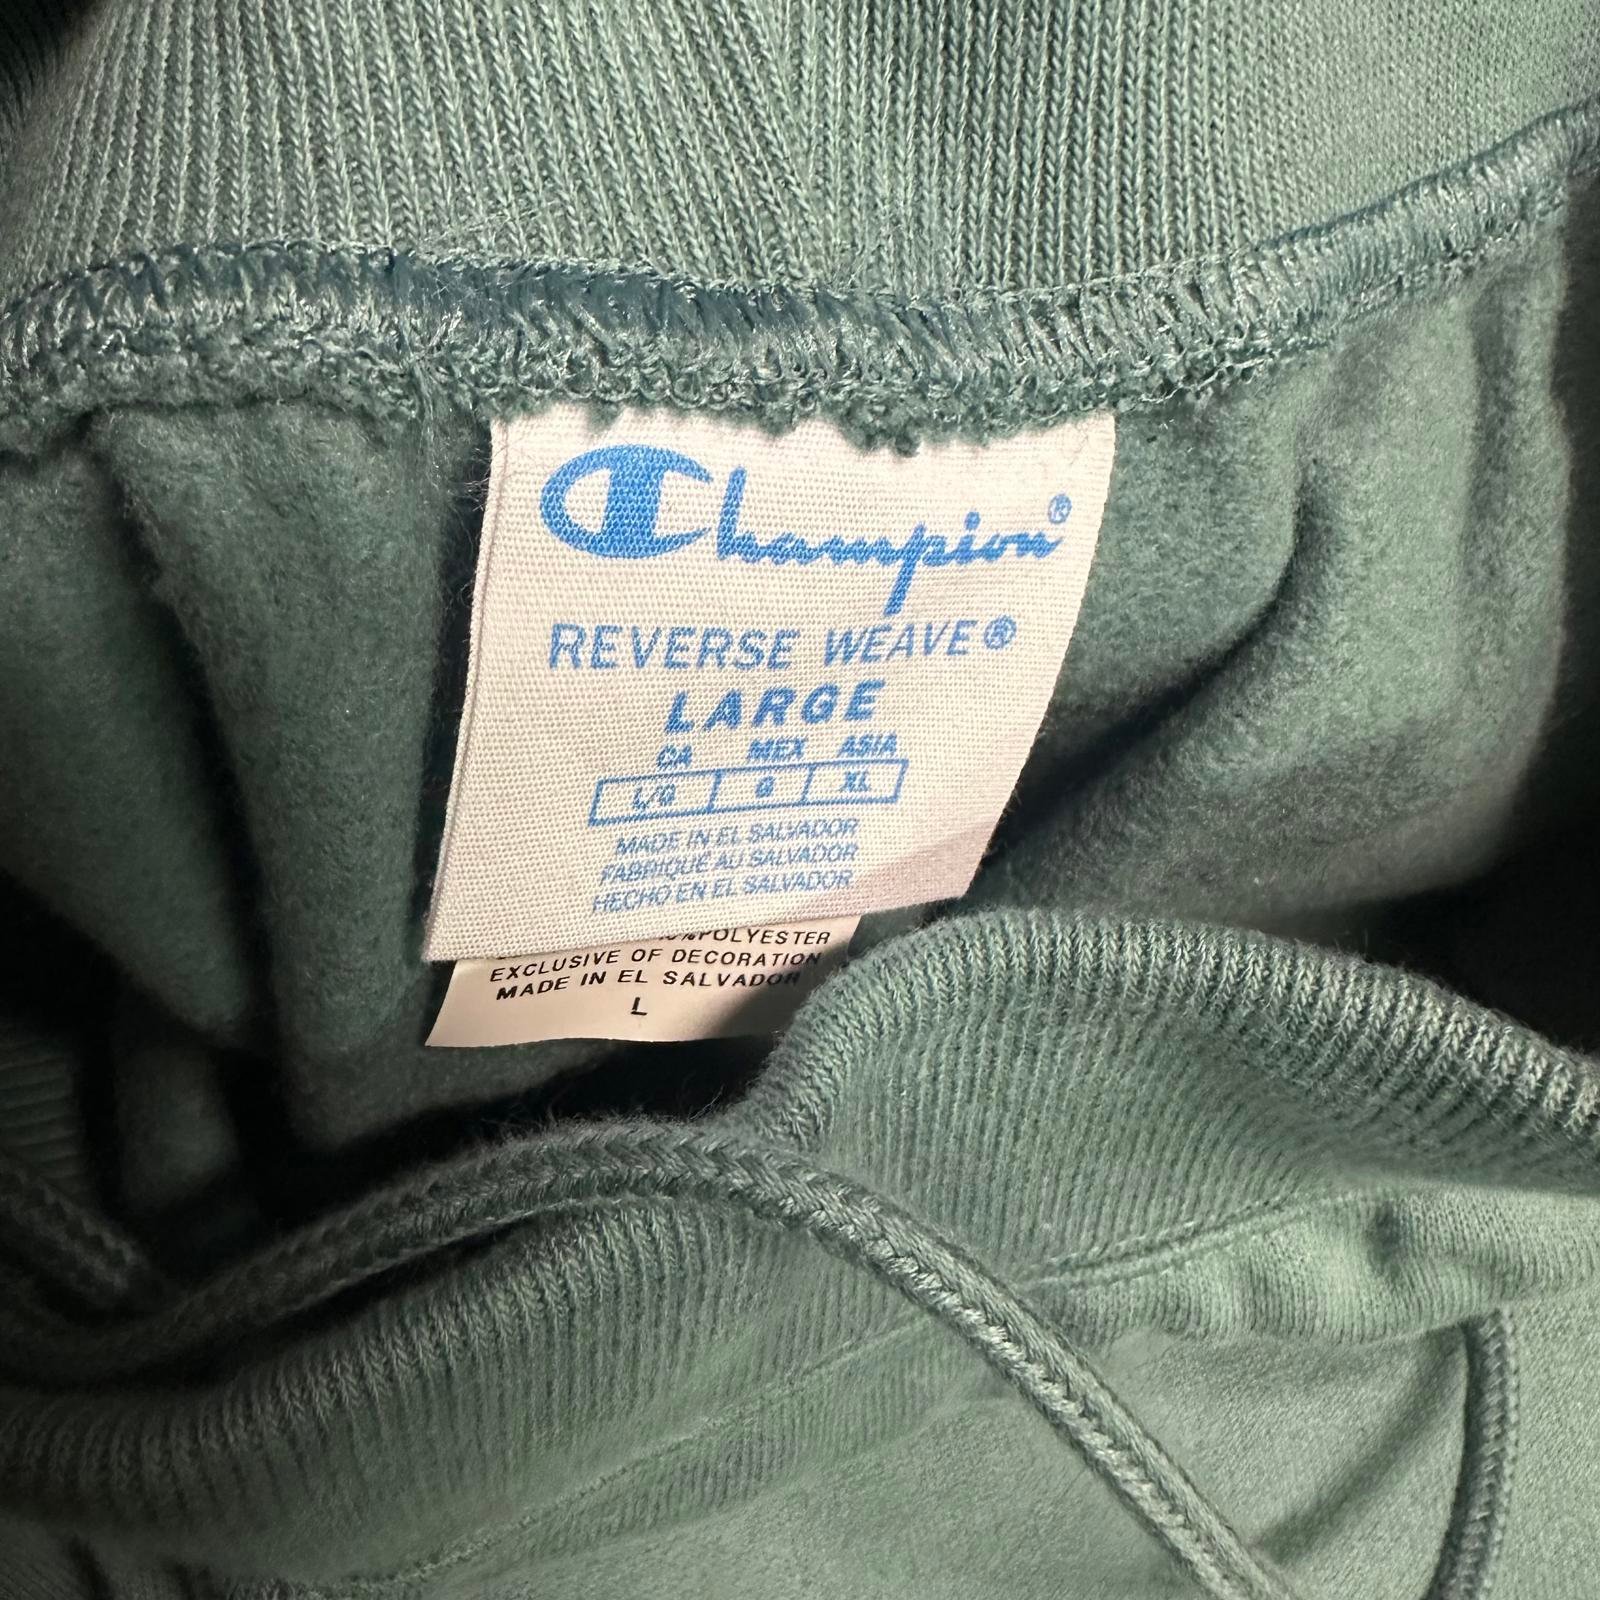 Champion®
REVERSE WEAVE®
LARGE
CA MEX ASIA
L/G G XL
MADE IN EL SALVADOR
FABRIQUÉ AU SALVADOR
HECHO EN EL SALVADOR
%POLYESTER
EXCLUSIVE OF DECORATION
MADE IN EL SALVADOR
L